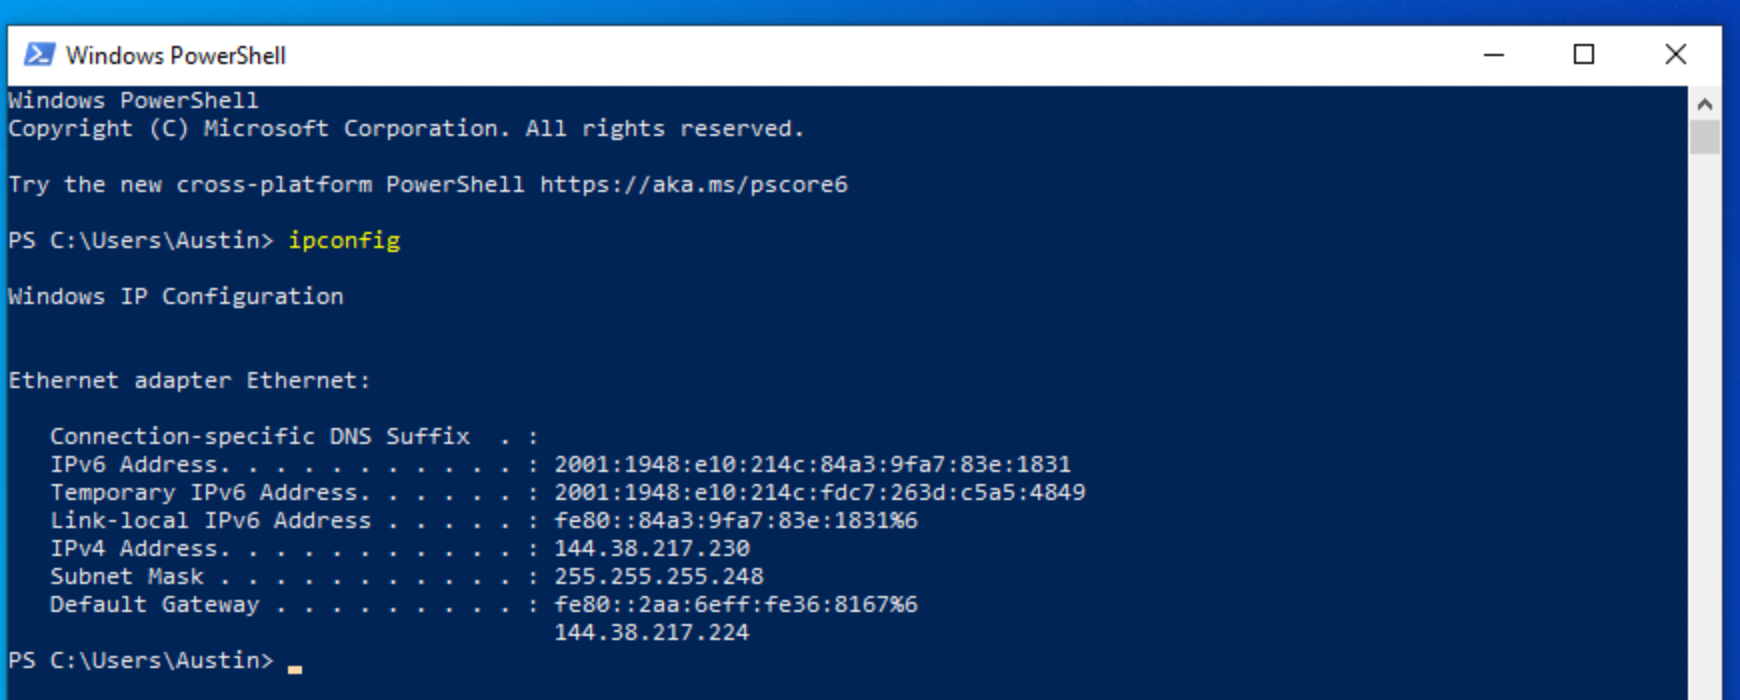 Windows PowerShell
Windows PowerShell
Copyright (C) Microsoft Corporation. All rights reserved.
Try the new cross-platform PowerShell https://aka.ms/pscore6
PS C:\Users\Austin> ipconfig
Windows IP Configuration
Ethernet adapter Ethernet:
Connection-specific DNS Suffix  . :
IPv6 Address. . . . . . . . . . . : 2001:1948:e10:214c:84a3:9fa7:83e:1831
Temporary IPv6 Address. . . . . . : 2001:1948:e10:214c:fdc7:263d:c5a5:4849
Link-local IPv6 Address . . . . . : fe80::84a3:9fa7:83e:1831%6
IPv4 Address. . . . . . . . . . . : 144.38.217.230
Subnet Mask . . . . . . . . . . . : 255.255.255.248
Default Gateway . . . . . . . . . : fe80::2aa:6eff:fe36:8167%6
144.38.217.224
PS C:\Users\Austin>